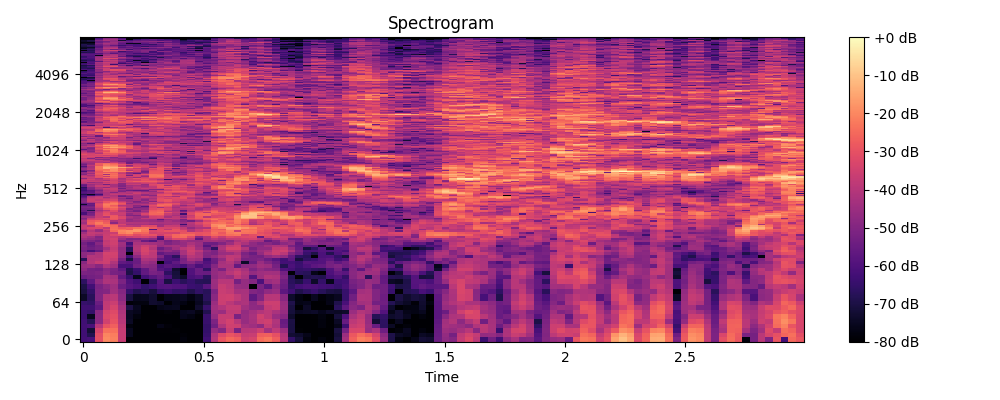 Spectrogram
Hz
4096
2048
1024
512
256
128
64
0
0
0.5
1
1.5
2
2.5
Time
+0 dB
-10 dB
-20 dB
-30 dB
-40 dB
-50 dB
-60 dB
-70 dB
-80 dB